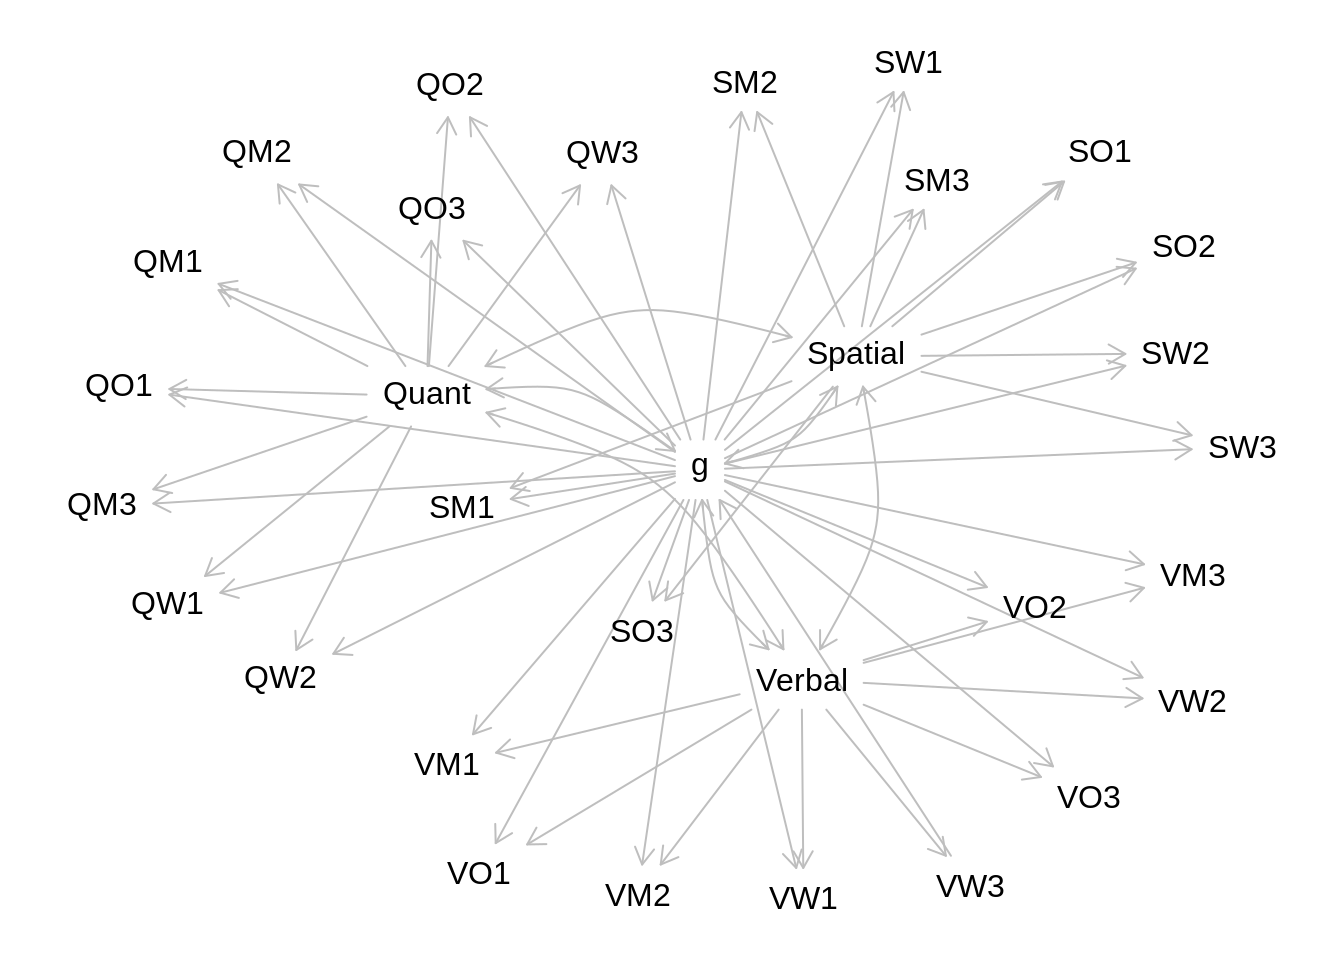 SW1
SM2
QO2
QM2
QW3
SO1
SM3
QO3
SO2
QM1
Spatial
SW2
QO1
Quant
SW3
g
QM3
SM1
VM3
QW1
VO2
SO3
QW2
Verbal
VW2
VM1
VO3
VO1
VM2
VW1
VW3